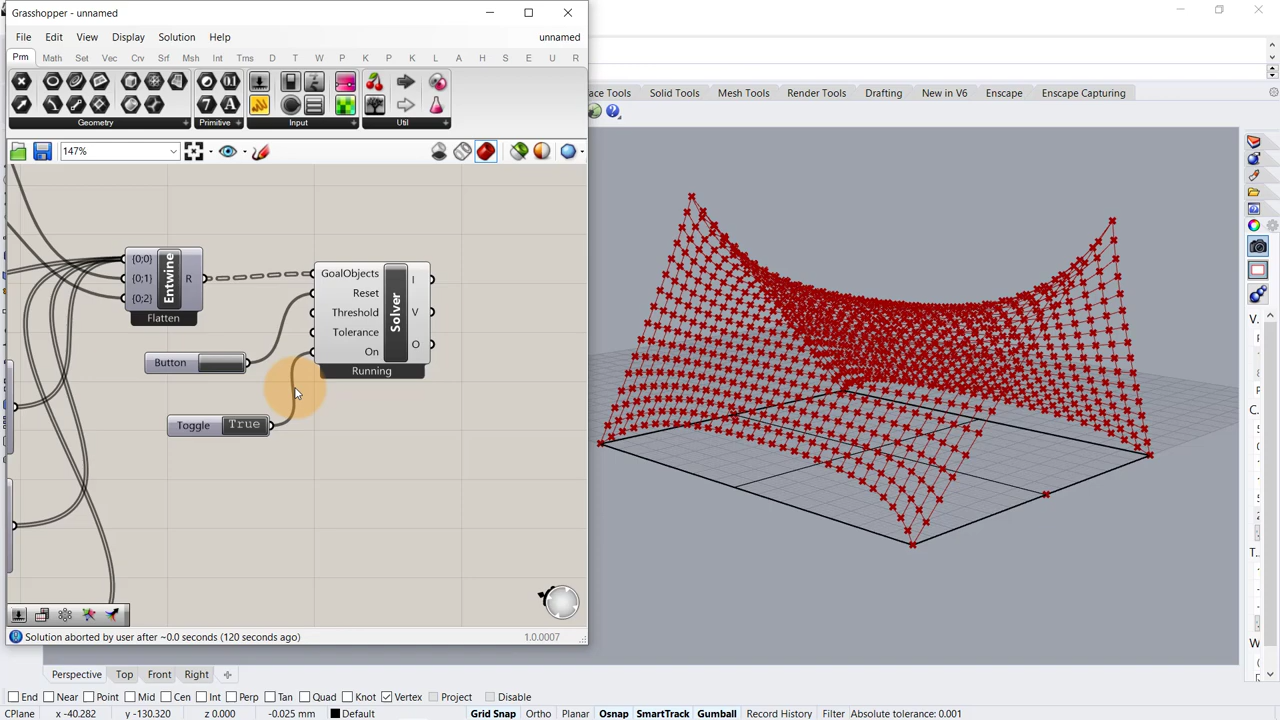 Grasshopper - unnamed
File Edit View Display Solution Help unnamed
Prm Math Set Vec Crv Srf Msh Int Trns D T W P K K L A H S E U R
Geometry Primitive Input Util
147%
ace Tools Solid Tools Mesh Tools Render Tools Drafting New in V6 Enscape Enscape Capturing
{0;0}
{0;1} Entwine R
{0;2}
Flatten
GoalObjects I
Reset
Threshold Solver V
Tolerance
On O
Running
Button
Toggle True
V.
C.
T.
W
Solution aborted by user after ~0.0 seconds (120 seconds ago) 1.0.0007
Perspective Top Front Right
End Near Point Mid Cen Int Perp Tan Quad Knot Vertex Project Disable
CPlane x -40.282 y -130.320 z 0.000 -0.025 mm Default Grid Snap Ortho Planar Osnap SmartTrack Gumball Record History Filter Absolute tolerance: 0.001